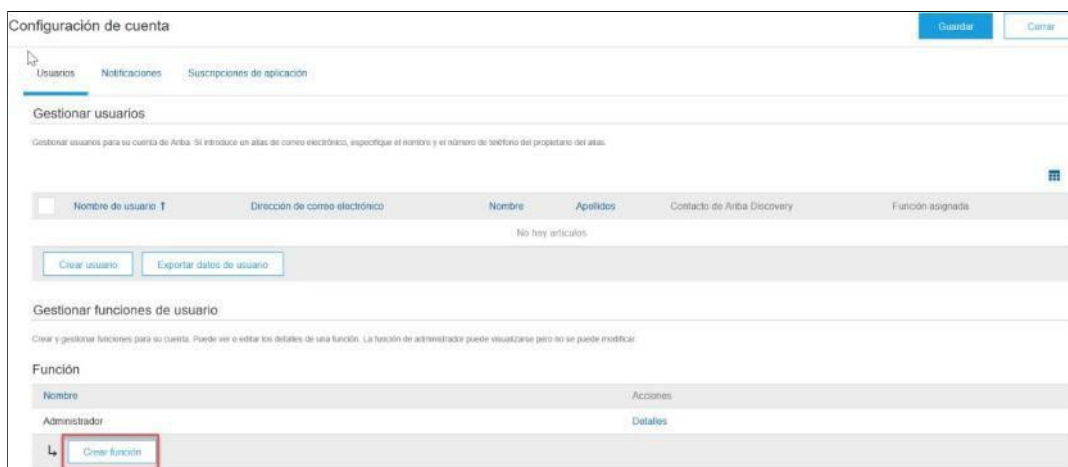 Configuración de cuenta
Guardar
Cerrar
Usuarios Notificaciones Suscripciones de aplicación
Gestionar usuarios
Gestionar usuarios para su cuenta de Ariba. Si introduce un alias de correo electrónico, especifique el nombre y el número de teléfono del propietario del alias.
Nombre de usuario ↑ Dirección de correo electrónico Nombre Apellidos Contacto de Ariba Discovery Función asignada
No hay artículos
Crear usuario Exportar datos de usuario
Gestionar funciones de usuario
Crear y gestionar funciones para su cuenta. Puede ver o editar los detalles de una función. La función de administrador puede visualizarse pero no se puede modificar.
Función
Nombre Acciones
Administrador Detalles
Crear función